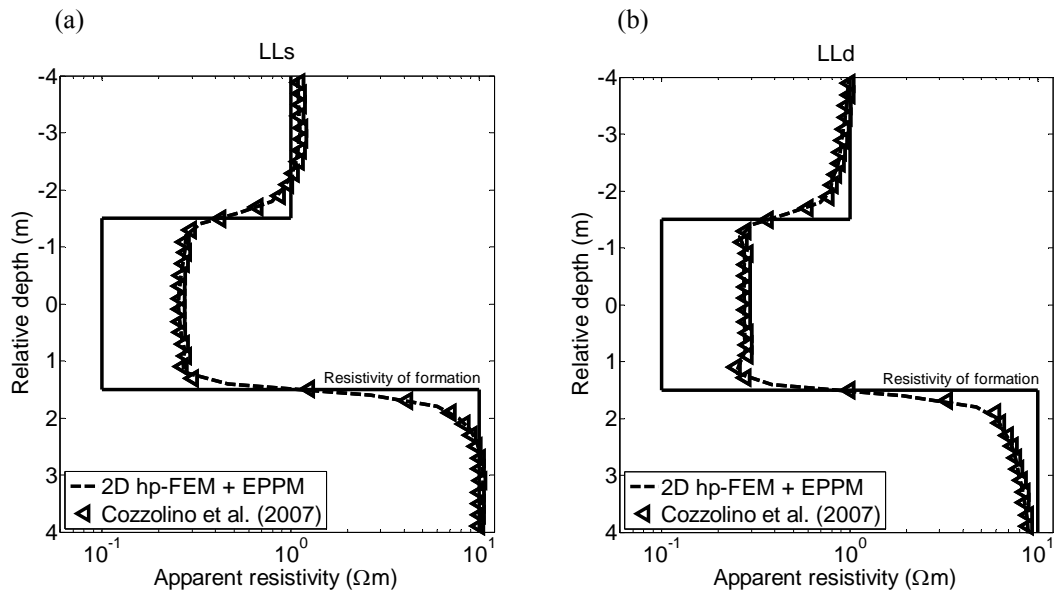 (a)
LLs
-4
-3
-2
-1
0
1
2
3
4
Relative depth (m)
Resistivity of formation
2D hp-FEM + EPPM
Cozzolino et al. (2007)
10^-1
10^0
10^1
Apparent resistivity (Ωm)
(b)
LLd
-4
-3
-2
-1
0
1
2
3
4
Relative depth (m)
Resistivity of formation
2D hp-FEM + EPPM
Cozzolino et al. (2007)
10^-1
10^0
10^1
Apparent resistivity (Ωm)